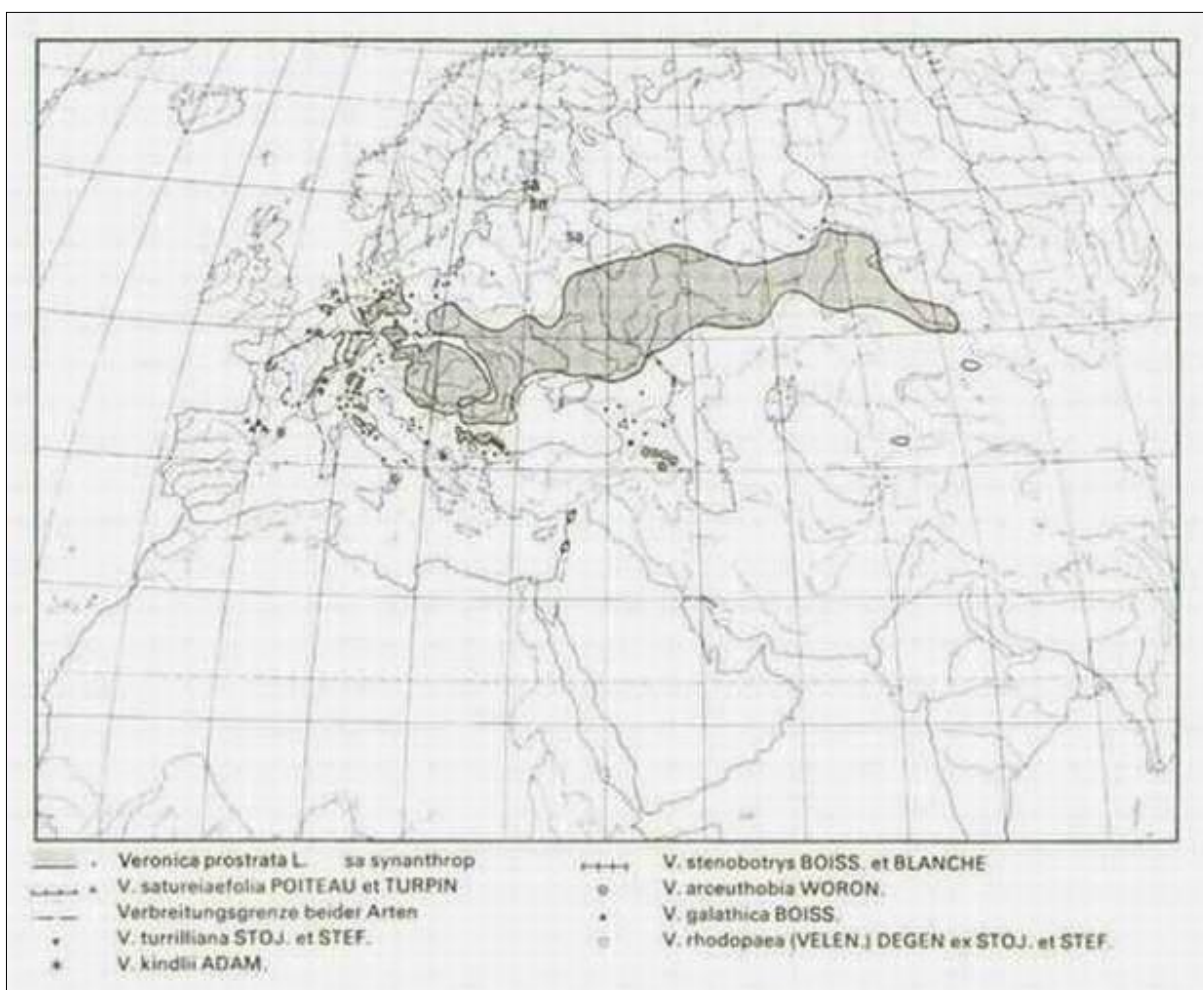 sa
sa
sa
Veronica prostrata L. sa synanthrop.
V. satureiaefolia POITEAU et TURPIN
Verbreitungsgrenze beider Arten
V. turrilliana STOJ. et STEF.
V. kindlii ADAM.
V. stenobotrys BOISS. et BLANCHE
V. arceuthobia WORON.
V. galathica BOISS.
V. rhodopaea (VELEN.) DEGEN ex STOJ. et STEF.